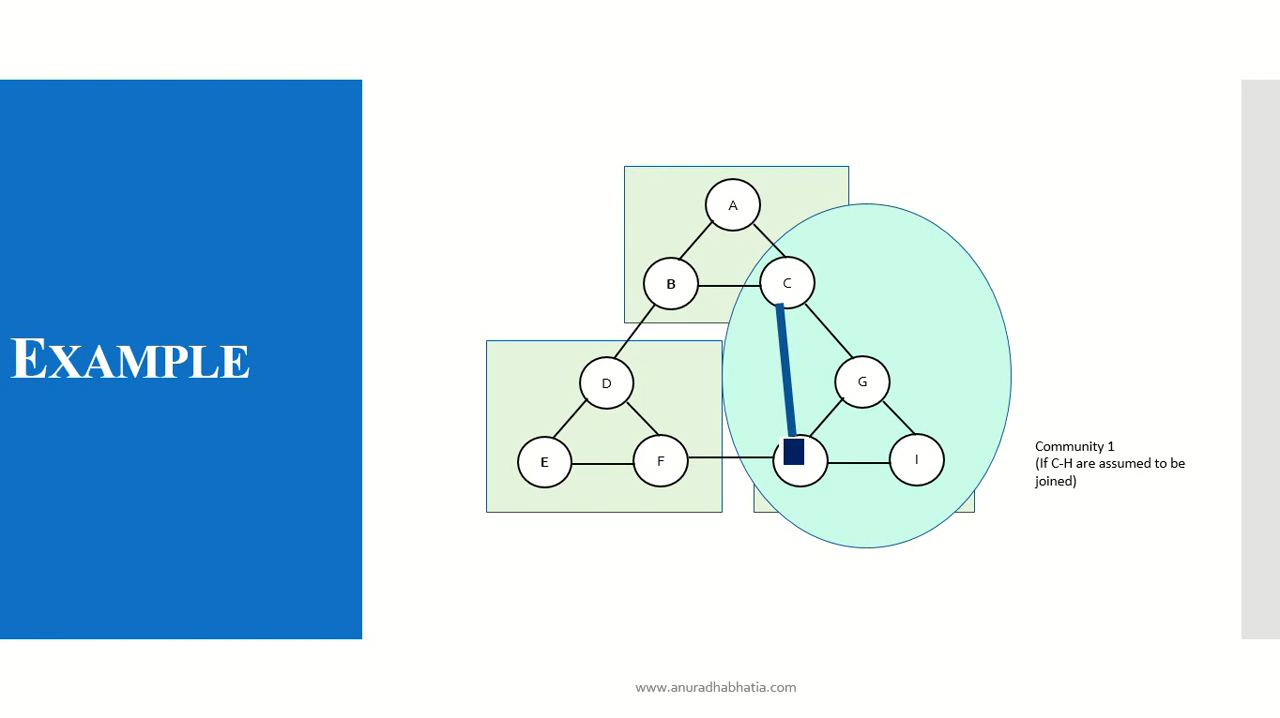 EXAMPLE
A
B
C
D
G
E
F
I
Community 1
(If C-H are assumed to be
joined)
www.anuradhabhatia.com